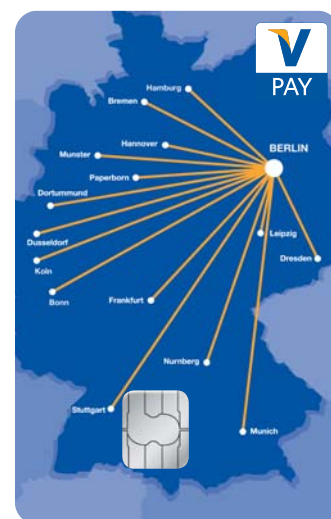 V
PAY
Hamburg
Bremen
Hannover
BERLIN
Munster
Paperborn
Dortummund
Dusseldorf
Leipzig
Dresden
Koln
Bonn
Frankfurt
Nurnberg
Stuttgart
Munich